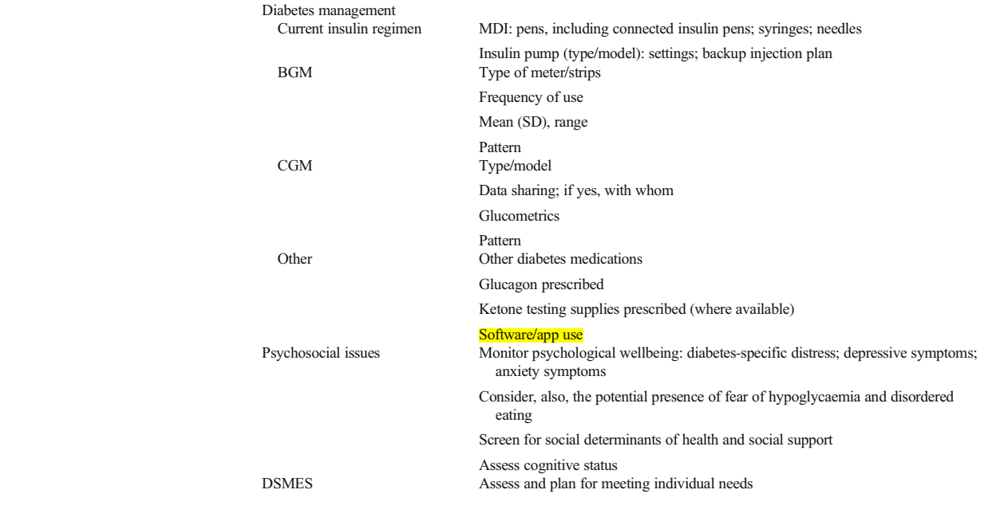 Diabetes management
Current insulin regimen MDI: pens, including connected insulin pens; syringes; needles
Insulin pump (type/model): settings; backup injection plan
BGM Type of meter/strips
Frequency of use
Mean (SD), range
Pattern
CGM Type/model
Data sharing; if yes, with whom
Glucometrics
Pattern
Other Other diabetes medications
Glucagon prescribed
Ketone testing supplies prescribed (where available)
Software/app use
Psychosocial issues Monitor psychological wellbeing: diabetes-specific distress; depressive symptoms;
anxiety symptoms
Consider, also, the potential presence of fear of hypoglycaemia and disordered
eating
Screen for social determinants of health and social support
Assess cognitive status
DSMES Assess and plan for meeting individual needs